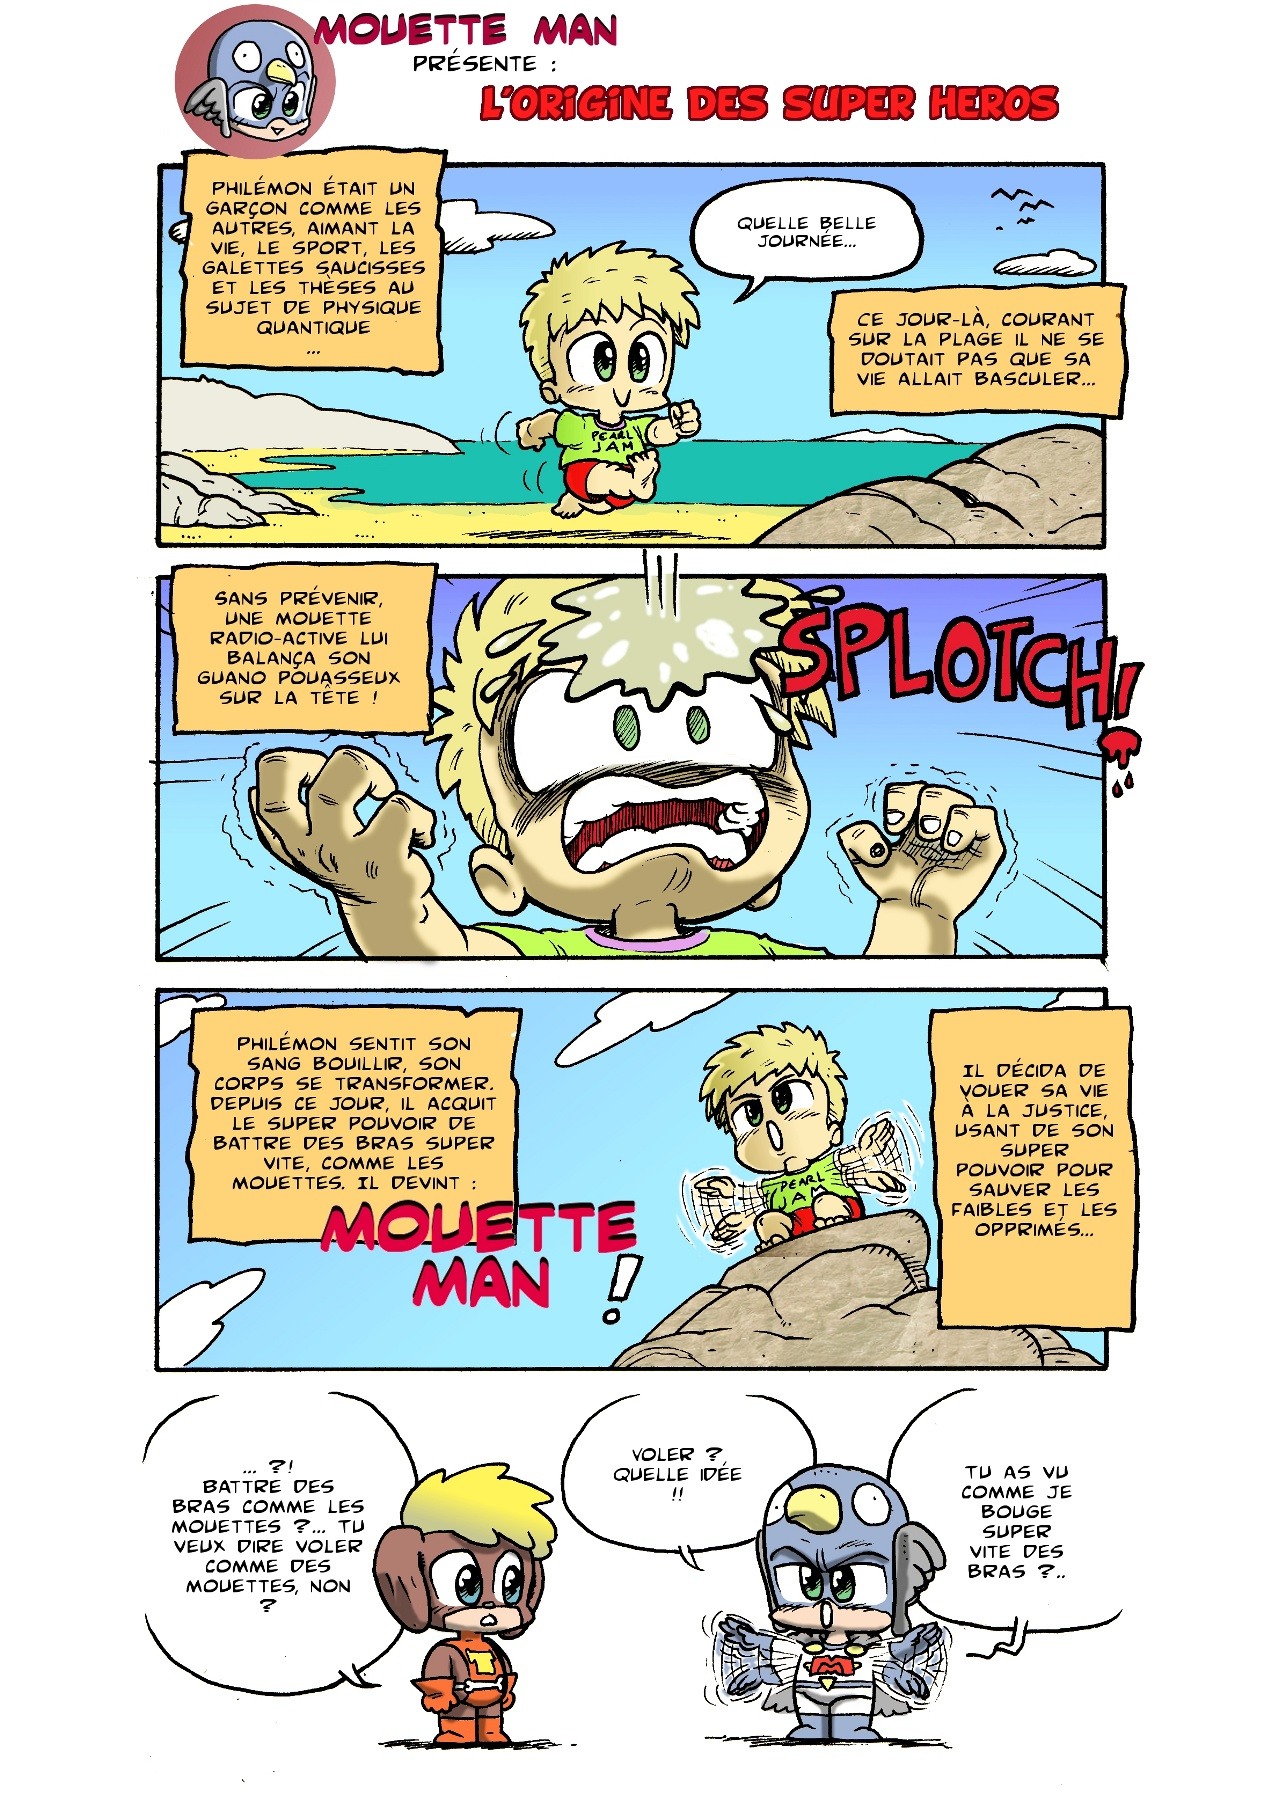 MOUETTE MAN
PRÉSENTE :
L'ORIGINE DES SUPER HEROS
PHILÉMON ÉTAIT UN
GARÇON COMME LES
AUTRES, AIMANT LA
VIE, LE SPORT, LES
GALETTES SAUCISSES
ET LES THÈSES AU
SUJET DE PHYSIQUE
QUANTIQUE
...
QUELLE BELLE
JOURNÉE...
CE JOUR-LÀ, COURANT
SUR LA PLAGE IL NE SE
DOUTAIT PAS QUE SA
VIE ALLAIT BASCULER...
PEARL
JAM
SANS PRÉVENIR,
UNE MOUETTE
RADIO-ACTIVE LUI
BALANÇA SON
GUANO POUASSEUX
SUR LA TÊTE !
SPLOTCH!
PHILÉMON SENTIT SON
SANG BOUILLIR, SON
CORPS SE TRANSFORMER.
DEPUIS CE JOUR, IL ACQUIT
LE SUPER POUVOIR DE
BATTRE DES BRAS SUPER
VITE, COMME LES
MOUETTES. IL DEVINT :
MOUETTE
MAN !
PEARL
JAM
IL DÉCIDA DE
VOUER SA VIE
À LA JUSTICE,
USANT DE SON
SUPER
POUVOIR POUR
SAUVER LES
FAIBLES ET LES
OPPRIMÉS...
... ?!
BATTRE DES
BRAS COMME LES
MOUETTES ?... TU
VEUX DIRE VOLER
COMME DES
MOUETTES, NON
?
VOLER ?
QUELLE IDÉE
!!
TU AS VU
COMME JE
BOUGE
SUPER
VITE DES
BRAS ?..
T
M